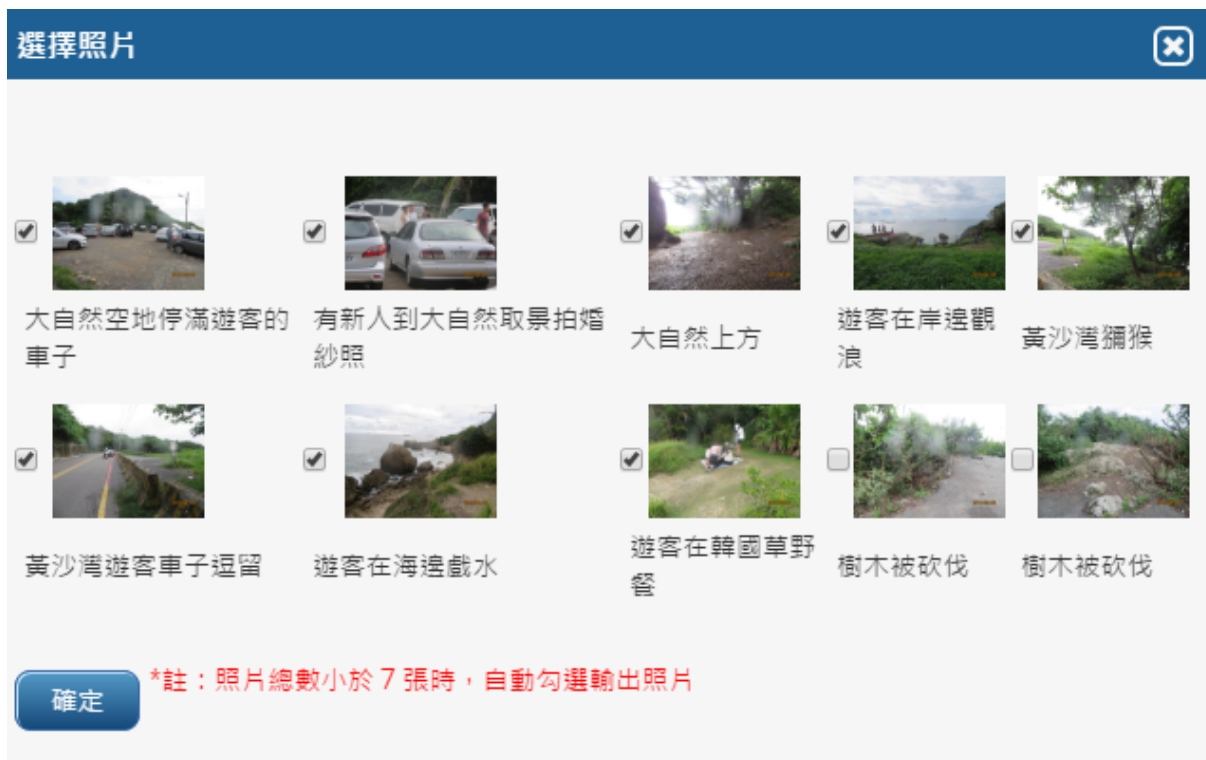 選擇照片
大自然空地停滿遊客的
車子
有新人到大自然取景拍婚
紗照
大自然上方
遊客在岸邊觀
浪
黃沙灣獼猴
黃沙灣遊客車子逗留
遊客在海邊戲水
遊客在韓國草野
餐
樹木被砍伐
樹木被砍伐
確定
*註：照片總數小於7張時，自動勾選輸出照片